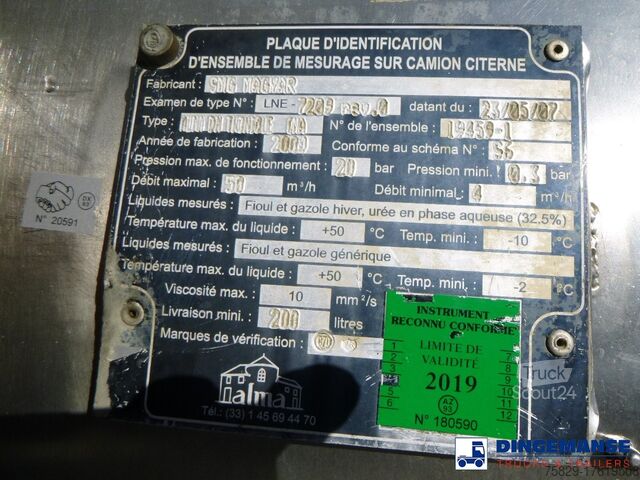 PLAQUE D'IDENTIFICATION
D'ENSEMBLE DE MESURAGE SUR CAMION CITERNE
Fabricant : SMG MAGYAR
Examen de type N° : LNE-7209 rev.0 datant du : 23/05/07
Type : N° de l'ensemble : 19459-1
Année de fabrication : 2009 Conforme au schéma N° : S6
Pression max. de fonctionnement : 20 bar Pression mini. : 0.3 bar
Débit maximal : 50 m³/h Débit minimal : 4 m³/h
Liquides mesurés : Fioul et gazole hiver, urée en phase aqueuse (32.5%)
Température max. du liquide : +50 °C Temp. mini. : -10 °C
Liquides mesurés : Fioul et gazole générique
Température max. du liquide : +50 °C Temp. mini. : -2 °C
Viscosité max. : 10 mm²/s
Livraison mini. : 200 litres
Marques de vérification :
alma
Tél.: (33) 1 45 69 44 70
N° 20591
INSTRUMENT
RECONNU CONFORME
LIMITE DE
VALIDITÉ
2019
1 2 3 4 5 6
7 8 9 10 11 12
AZ
93
N° 180590
Truck
Scout24
DINGEMANSE
TRUCKS & TRAILERS